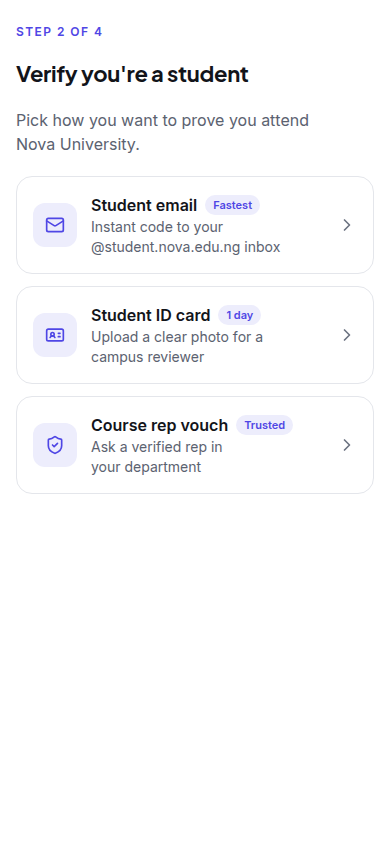 STEP 2 OF 4
Verify you're a student
Pick how you want to prove you attend
Nova University.
Student email Fastest
Instant code to your
@student.nova.edu.ng inbox
Student ID card 1 day
Upload a clear photo for a
campus reviewer
Course rep vouch Trusted
Ask a verified rep in
your department